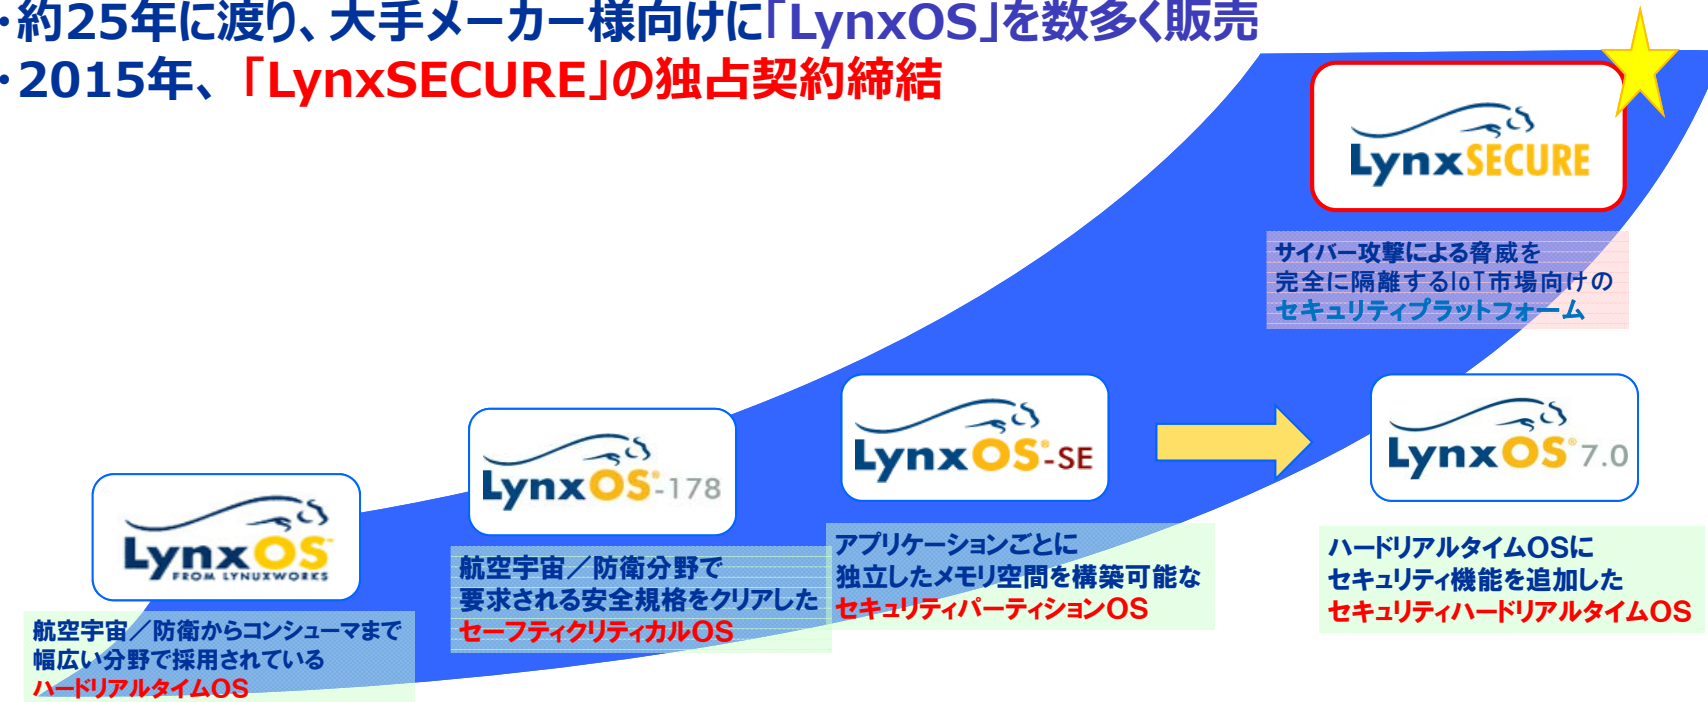 ・約25年に渡り、大手メーカー様向けに「LynxOS」を数多く販売
・2015年、「LynxSECURE」の独占契約締結
LynxSECURE
サイバー攻撃による脅威を
完全に隔離するIoT市場向けの
セキュリティプラットフォーム
LynxOS™
FROM LYNUXWORKS
航空宇宙／防衛からコンシューマまで
幅広い分野で採用されている
ハードリアルタイムOS
LynxOS®-178
航空宇宙／防衛分野で
要求される安全規格をクリアした
セーフティクリティカルOS
LynxOS®-SE
アプリケーションごとに
独立したメモリ空間を構築可能な
セキュリティパーティションOS
LynxOS® 7.0
ハードリアルタイムOSに
セキュリティ機能を追加した
セキュリティハードリアルタイムOS